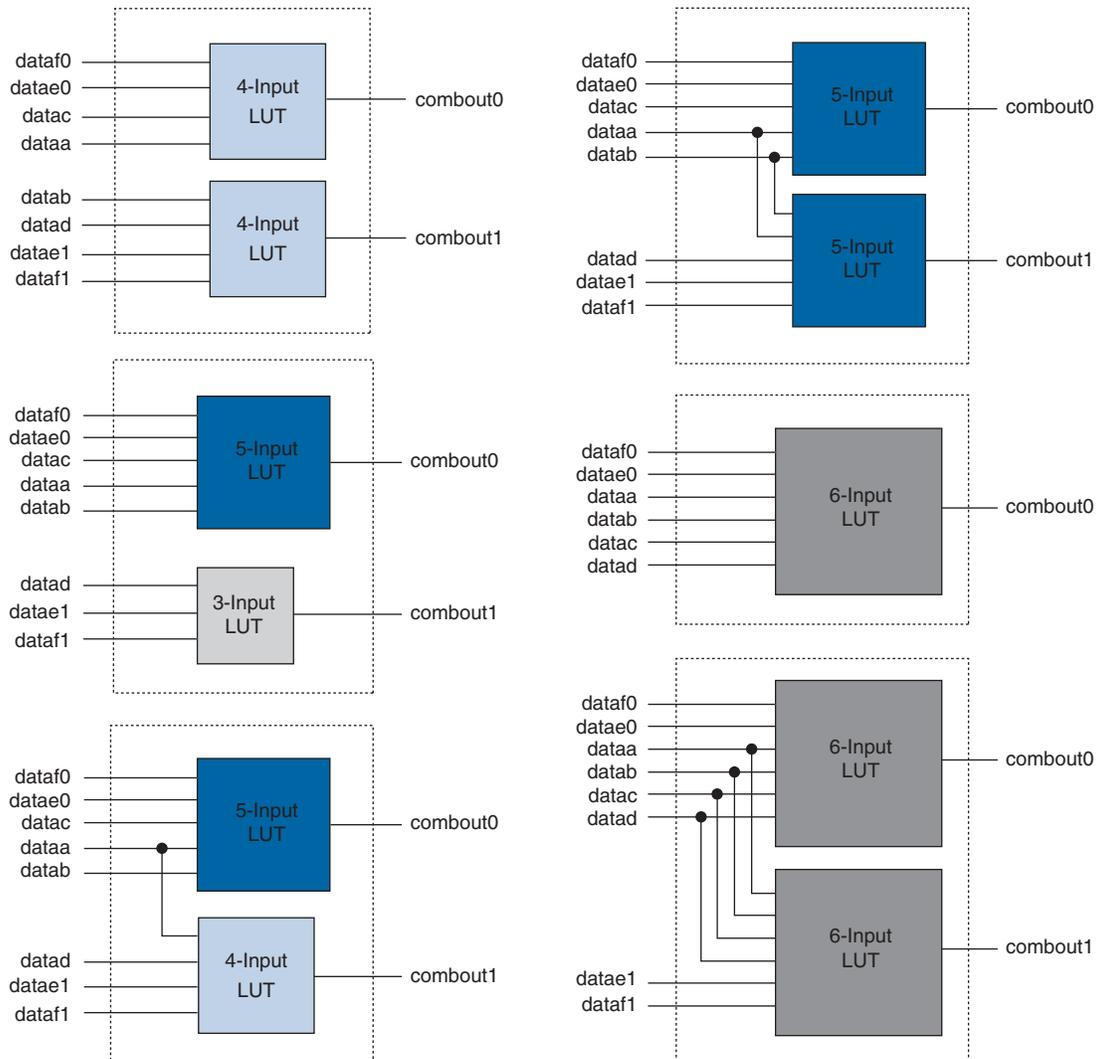 dataf0
datae0
datac
dataa
4-Input
LUT
combout0
datab
datad
datae1
dataf1
4-Input
LUT
combout1
dataf0
datae0
datac
dataa
datab
5-Input
LUT
combout0
datad
datae1
dataf1
3-Input
LUT
combout1
dataf0
datae0
datac
dataa
datab
5-Input
LUT
combout0
datad
datae1
dataf1
4-Input
LUT
combout1
dataf0
datae0
datac
dataa
datab
5-Input
LUT
combout0
datad
datae1
dataf1
5-Input
LUT
combout1
dataf0
datae0
dataa
datab
datac
datad
6-Input
LUT
combout0
dataf0
datae0
dataa
datab
datac
datad
6-Input
LUT
combout0
datae1
dataf1
6-Input
LUT
combout1